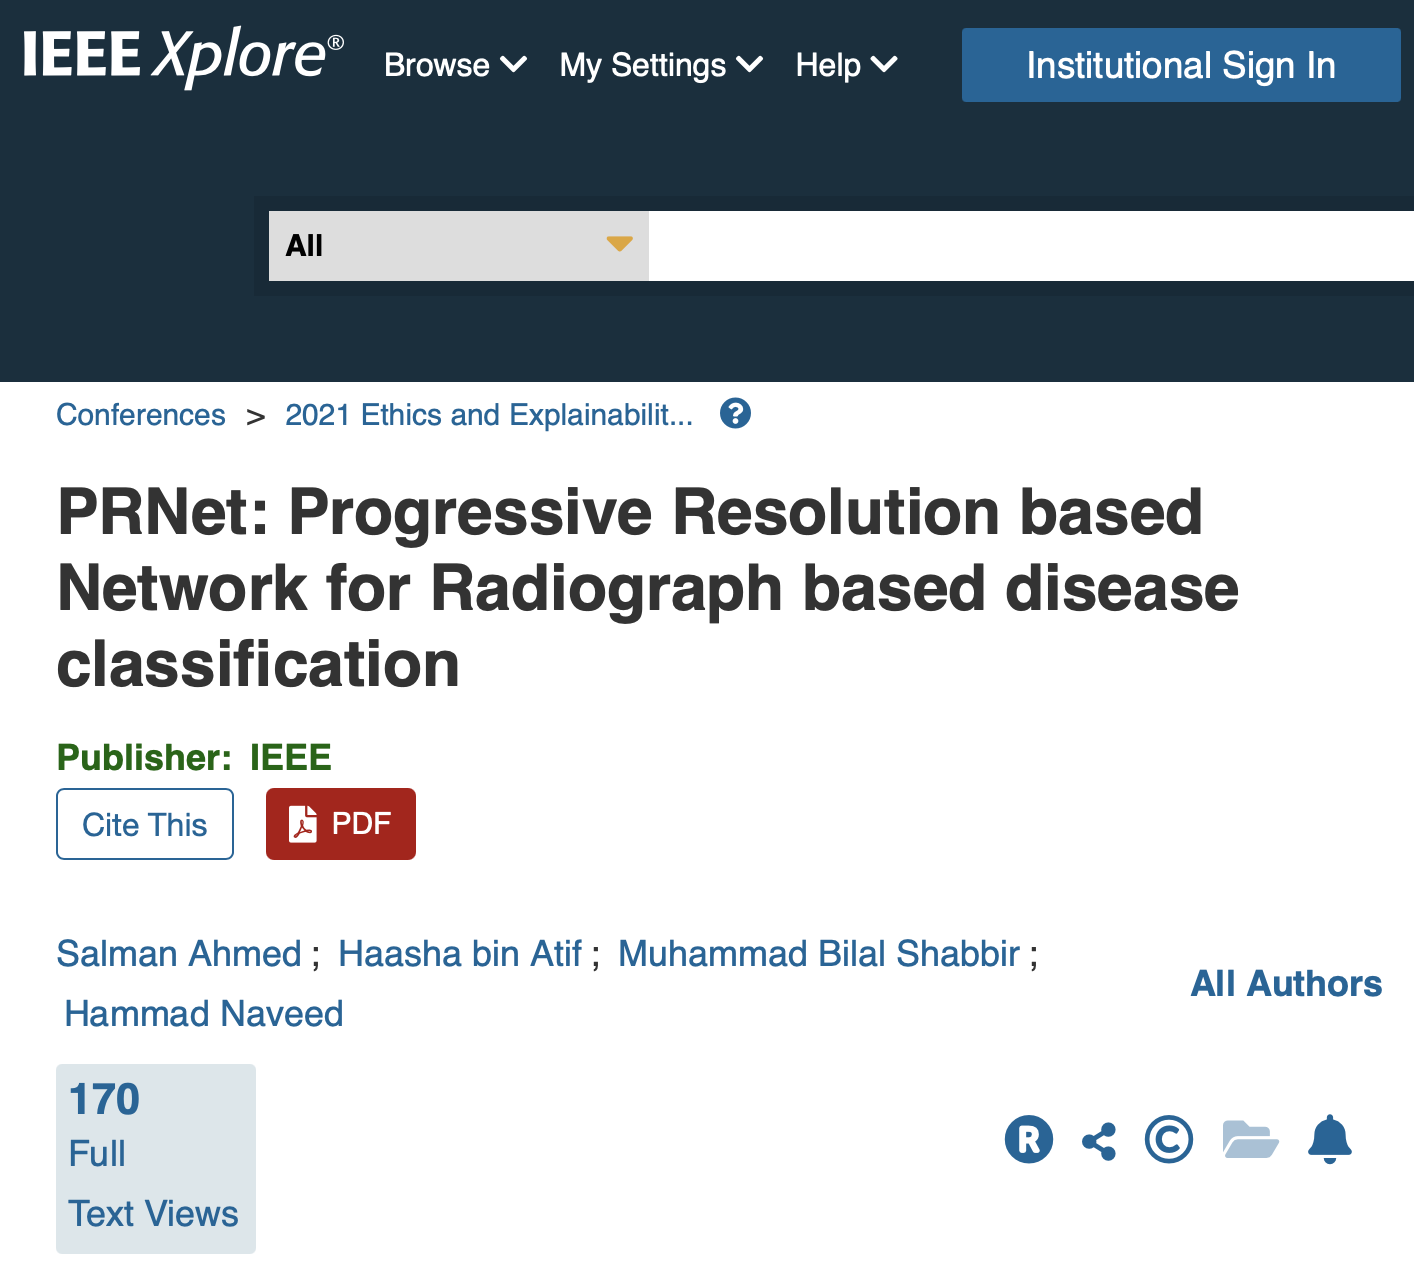 IEEE Xplore® Browse My Settings Help Institutional Sign In
All
Conferences > 2021 Ethics and Explainabilit... ?
PRNet: Progressive Resolution based
Network for Radiograph based disease
classification
Publisher: IEEE
Cite This PDF
Salman Ahmed ; Haasha bin Atif ; Muhammad Bilal Shabbir ;
Hammad Naveed
All Authors
170
Full
Text Views
R ©